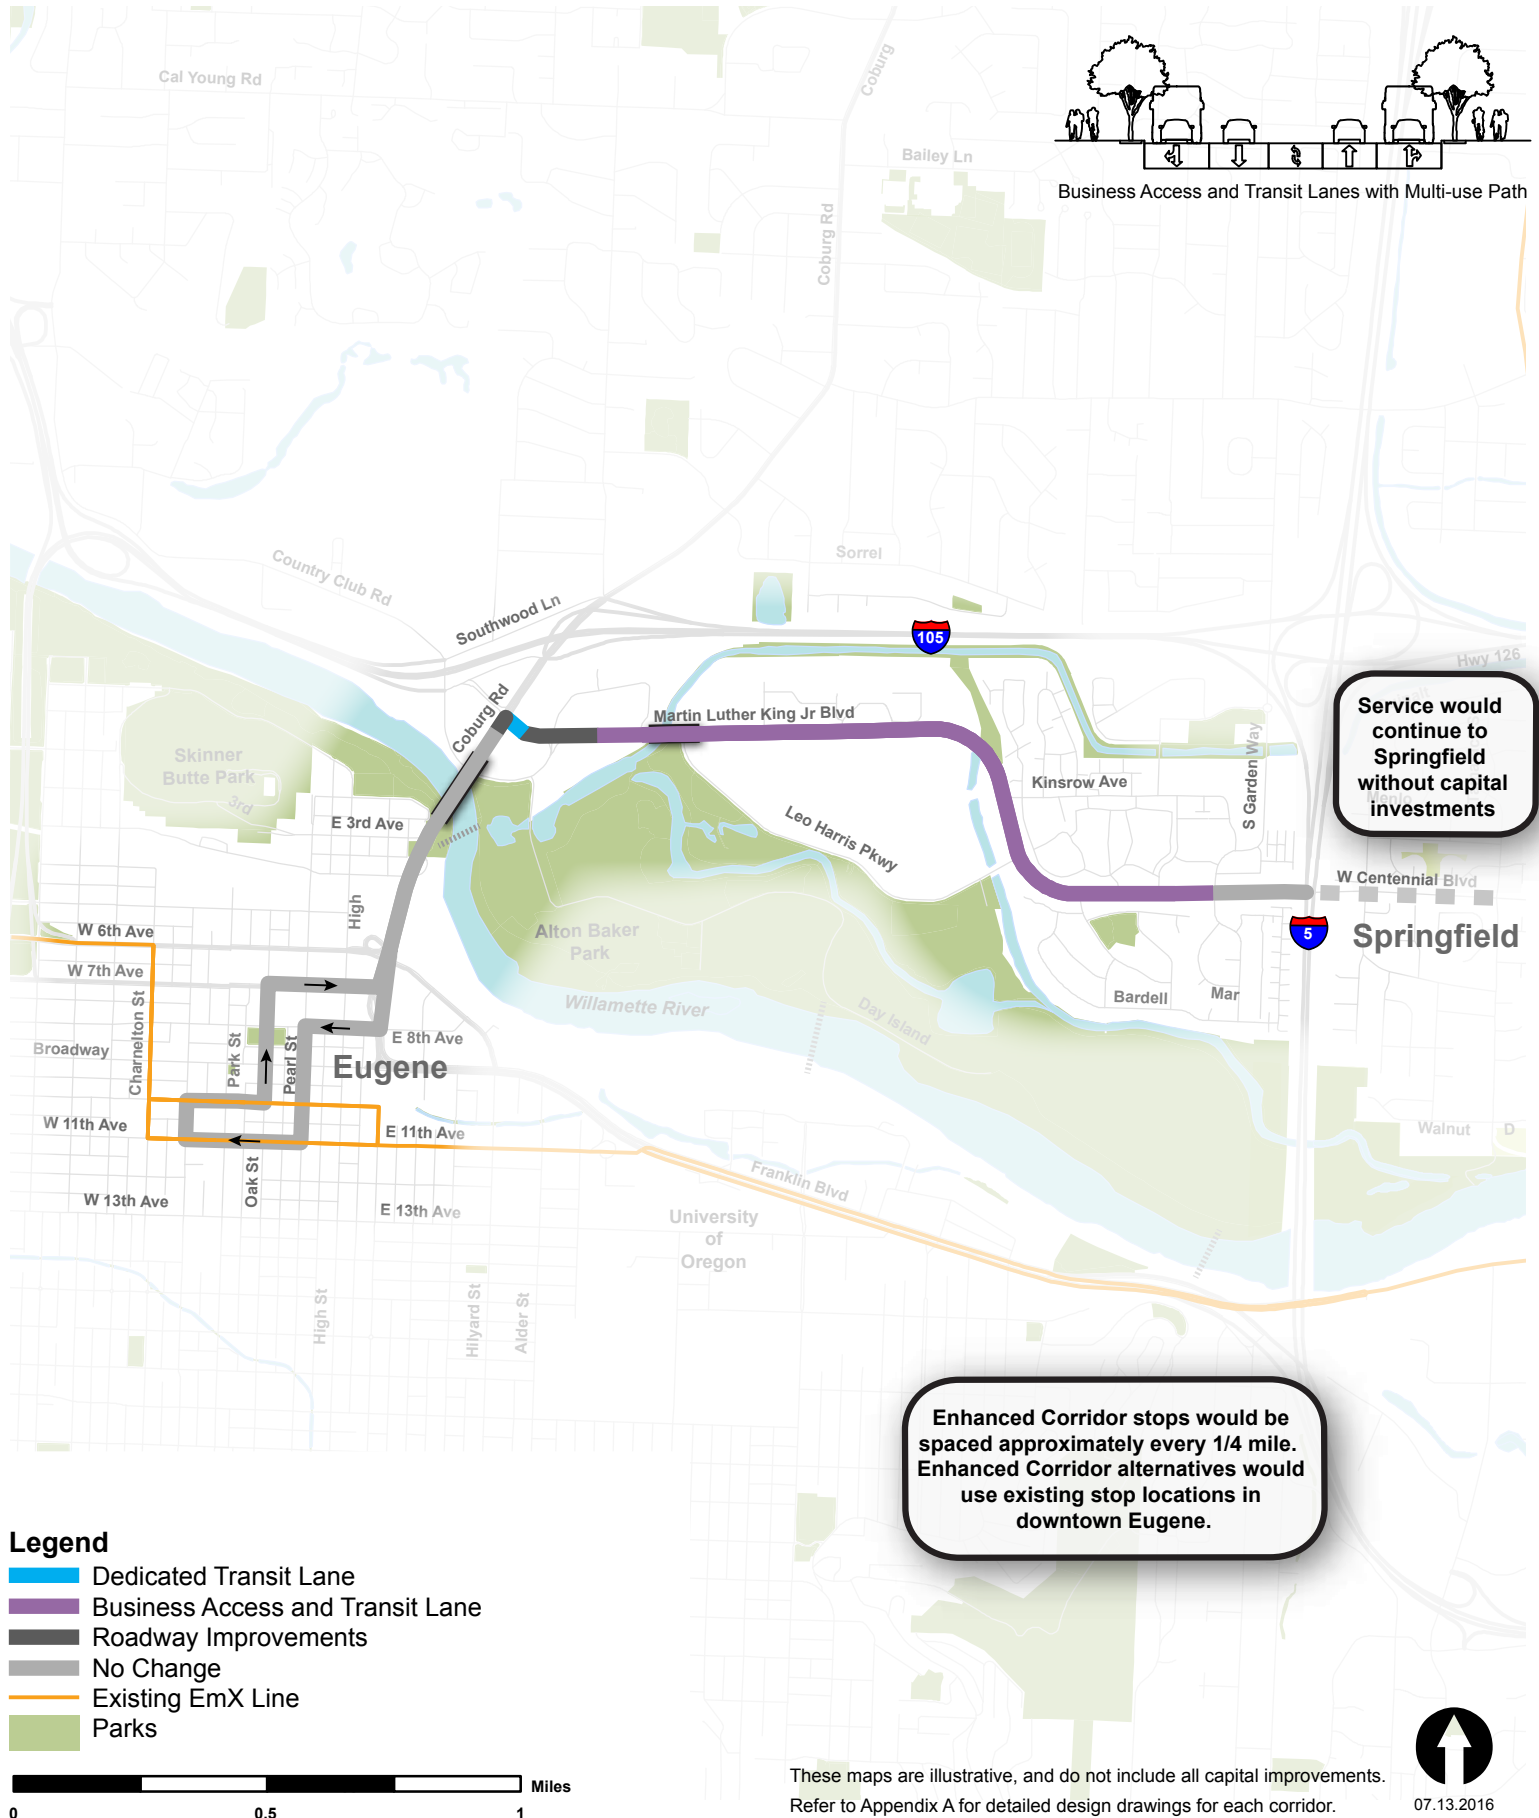 Cal Young Rd
Coburg
Bailey Ln
Business Access and Transit Lanes with Multi-use Path
Coburg Rd
Sorrel
Country Club Rd
Southwood Ln
105
Hwy 126
Service would
continue to
Springfield
without capital
investments
Coburg Rd
Martin Luther King Jr Blvd
Skinner
Butte Park
3rd
E 3rd Ave
Kinsrow Ave
S Garden Way
Leo Harris Pkwy
W Centennial Blvd
High
W 6th Ave
Alton Baker
Park
5
Springfield
W 7th Ave
Bardell
Mar
Willamette River
Day Island
Charnelton St
Broadway
Park St
Pearl St
E 8th Ave
Eugene
W 11th Ave
E 11th Ave
Walnut
D
Oak St
W 13th Ave
E 13th Ave
Franklin Blvd
University
of
Oregon
High St
Hilyard St
Alder St
Enhanced Corridor stops would be
spaced approximately every 1/4 mile.
Enhanced Corridor alternatives would
use existing stop locations in
downtown Eugene.
Legend
Dedicated Transit Lane
Business Access and Transit Lane
Roadway Improvements
No Change
Existing EmX Line
Parks
Miles
0
0.5
1
These maps are illustrative, and do not include all capital improvements.
Refer to Appendix A for detailed design drawings for each corridor.
07.13.2016